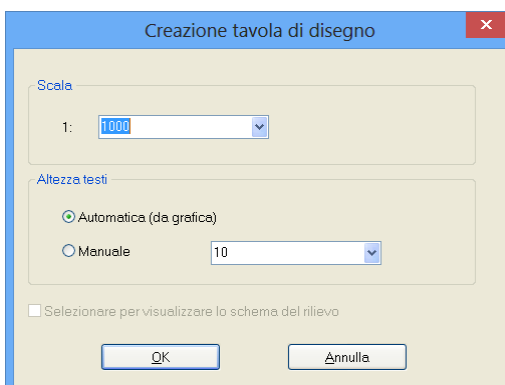 Creazione tavola di disegno
Scala
1: 1000
Altezza testi
Automatica (da grafica)
Manuale 10
Selezionare per visualizzare lo schema del rilievo
OK Annulla